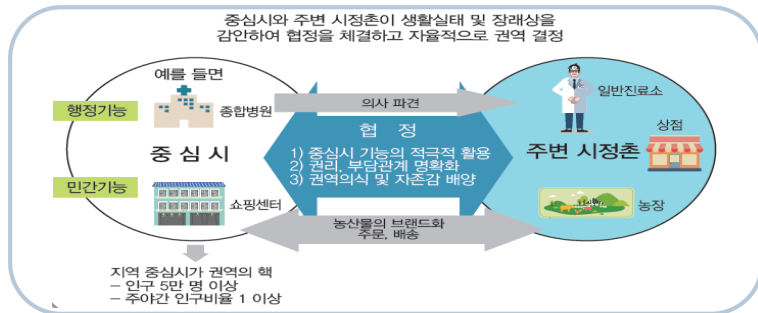 중심시와 주변 시정촌이 생활실태 및 장래상을
감안하여 협정을 체결하고 자율적으로 권역 결정
예를 들면
행정기능
종합병원
의사 파견
일반진료소
중 심 시
협 정
1) 중심시 기능의 적극적 활용
2) 권리, 부담관계 명확화
3) 권역의식 및 자존감 배양
주변 시정촌
상점
민간기능
쇼핑센터
농산물의 브랜드화
주문, 배송
농장
지역 중심시가 권역의 핵
– 인구 5만 명 이상
– 주야간 인구비율 1 이상